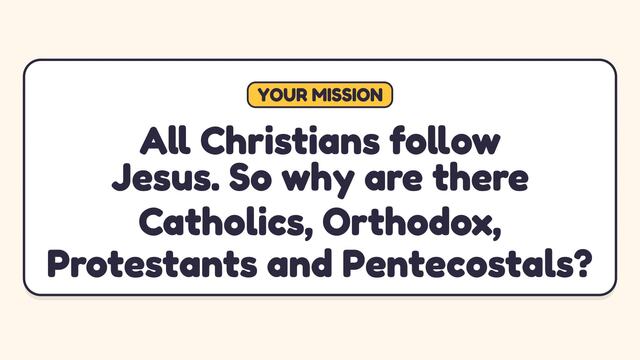 YOUR MISSION
All Christians follow
Jesus. So why are there
Catholics, Orthodox,
Protestants and Pentecostals?